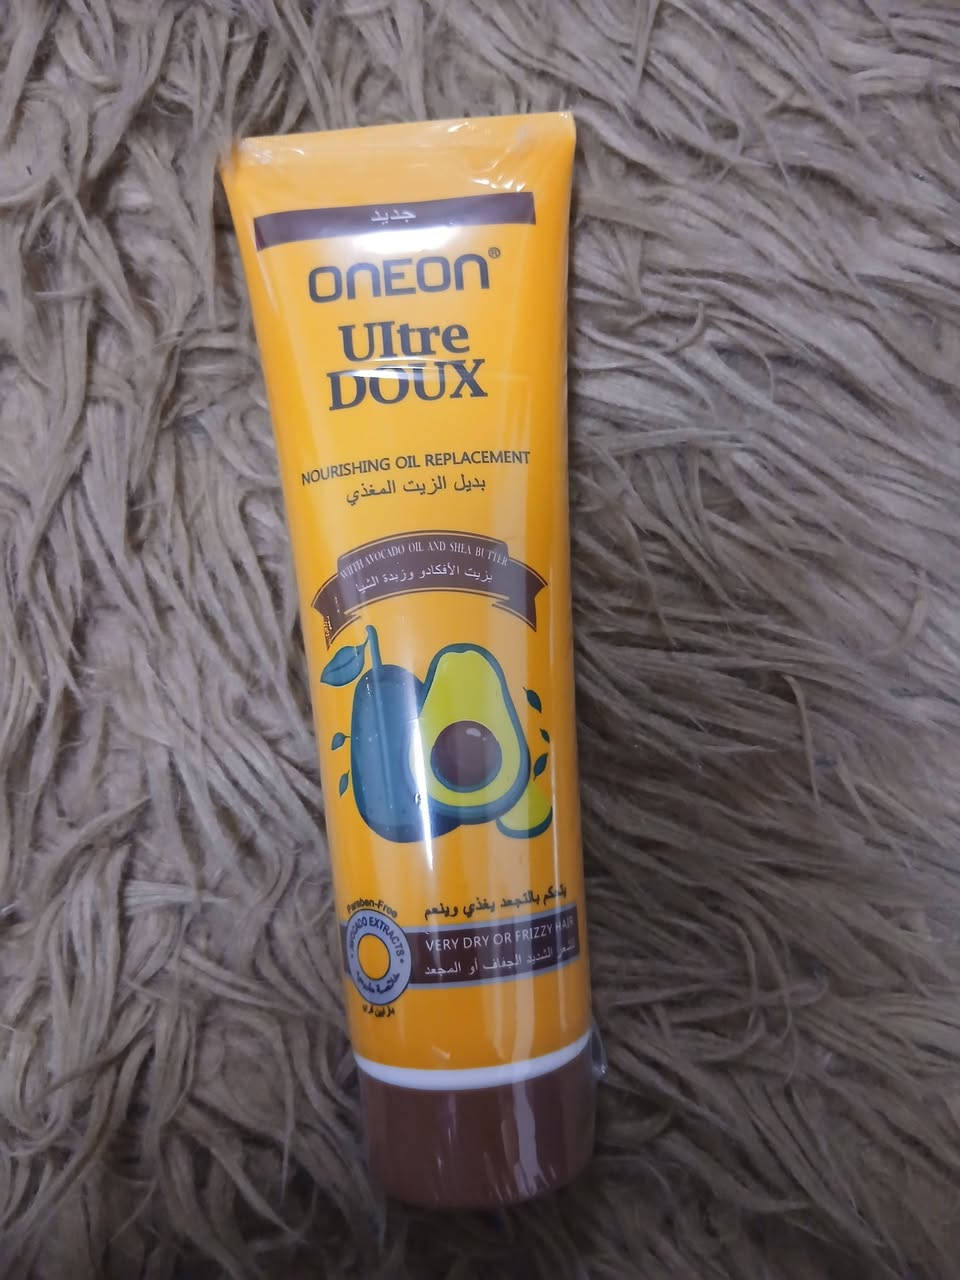 جديد
ONEON®
UItre
DOUX
NOURISHING OIL REPLACEMENT
بديل الزيت المغذي
WITH AVOCADO OIL AND SHEA BUTTER
بزيت الأفكادو وزبدة الشيا
يتحكم بالتجعد يغذي وينعم
VERY DRY OR FRIZZY HAIR
للشعر الشديد الجفاف أو المجعد
Paraben-Free
AVOCADO EXTRACTS